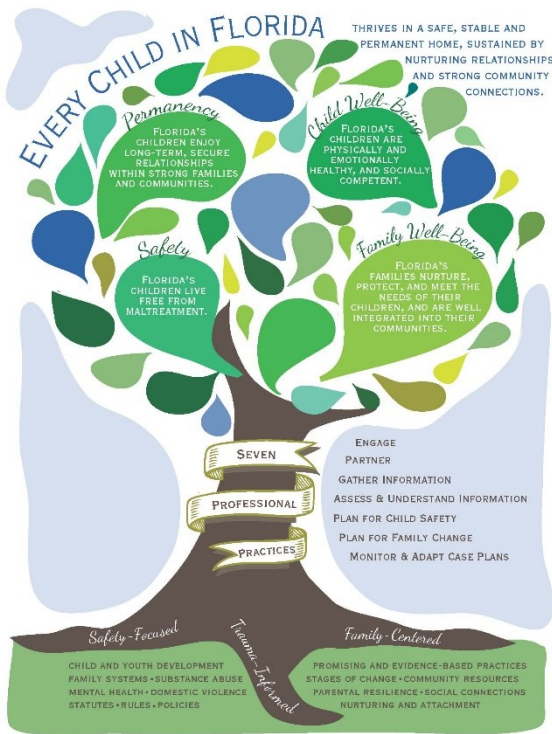 EVERY CHILD IN FLORIDA
THRIVES IN A SAFE, STABLE AND
PERMANENT HOME, SUSTAINED BY
NURTURING RELATIONSHIPS
AND STRONG COMMUNITY
CONNECTIONS.
Permanency
FLORIDA'S
CHILDREN ENJOY
LONG-TERM, SECURE
RELATIONSHIPS
WITHIN STRONG FAMILIES
AND COMMUNITIES.
Child Well-Being
FLORIDA'S
CHILDREN ARE
PHYSICALLY AND
EMOTIONALLY
HEALTHY, AND SOCIALLY
COMPETENT.
Safety
FLORIDA'S
CHILDREN LIVE
FREE FROM
MALTREATMENT.
Family Well-Being
FLORIDA'S
FAMILIES NURTURE,
PROTECT, AND MEET THE
NEEDS OF THEIR
CHILDREN, AND ARE WELL
INTEGRATED INTO THEIR
COMMUNITIES.
SEVEN
PROFESSIONAL
PRACTICES
ENGAGE
PARTNER
GATHER INFORMATION
ASSESS & UNDERSTAND INFORMATION
PLAN FOR CHILD SAFETY
PLAN FOR FAMILY CHANGE
MONITOR & ADAPT CASE PLANS
Safety-Focused
Trauma-Informed
Family-Centered
CHILD AND YOUTH DEVELOPMENT
FAMILY SYSTEMS • SUBSTANCE ABUSE
MENTAL HEALTH • DOMESTIC VIOLENCE
STATUTES • RULES • POLICIES
PROMISING AND EVIDENCE-BASED PRACTICES
STAGES OF CHANGE • COMMUNITY RESOURCES
PARENTAL RESILIENCE • SOCIAL CONNECTIONS
NURTURING AND ATTACHMENT